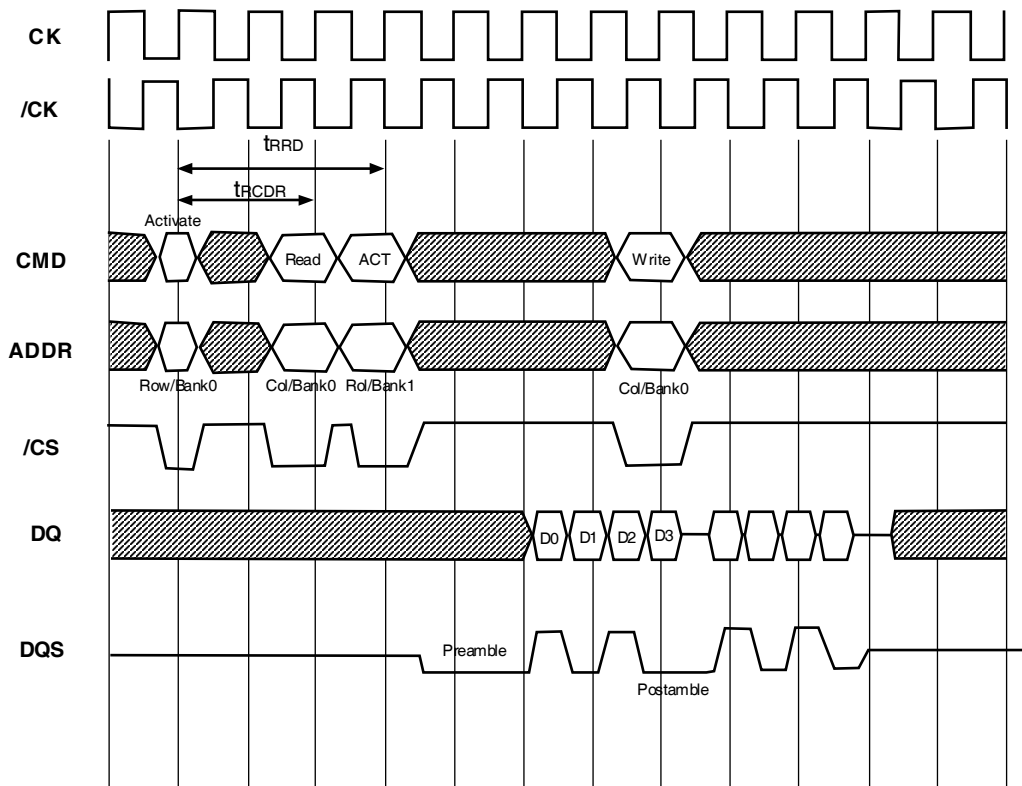 CK
/CK
tRRD
tRCDR
Activate
CMD
Read
ACT
Write
ADDR
Row/Bank0
Col/Bank0
Rol/Bank1
Col/Bank0
/CS
DQ
D0
D1
D2
D3
DQS
Preamble
Postamble